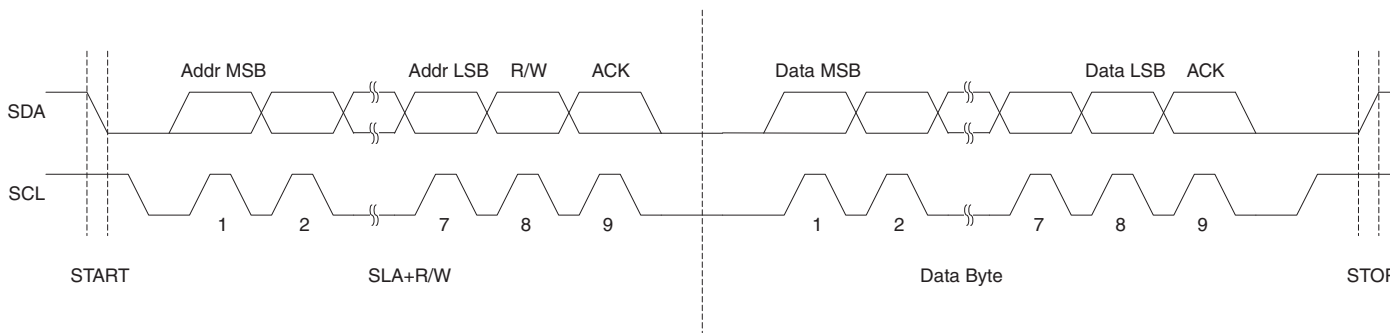 Addr MSB Addr LSB R/W ACK Data MSB Data LSB ACK
SDA
SCL
1 2 7 8 9 1 2 7 8 9
START SLA+R/W Data Byte STOP